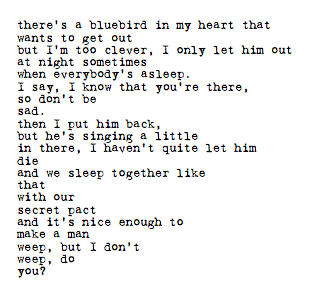 there's a bluebird in my heart that
wants to get out
but I'm too clever, I only let him out
at night sometimes
when everybody's asleep.
I say, I know that you're there,
so don't be
sad.
then I put him back,
but he's singing a little
in there, I haven't quite let him
die
and we sleep together like
that
with our
secret pact
and it's nice enough to
make a man
weep, but I don't
weep, do
you?